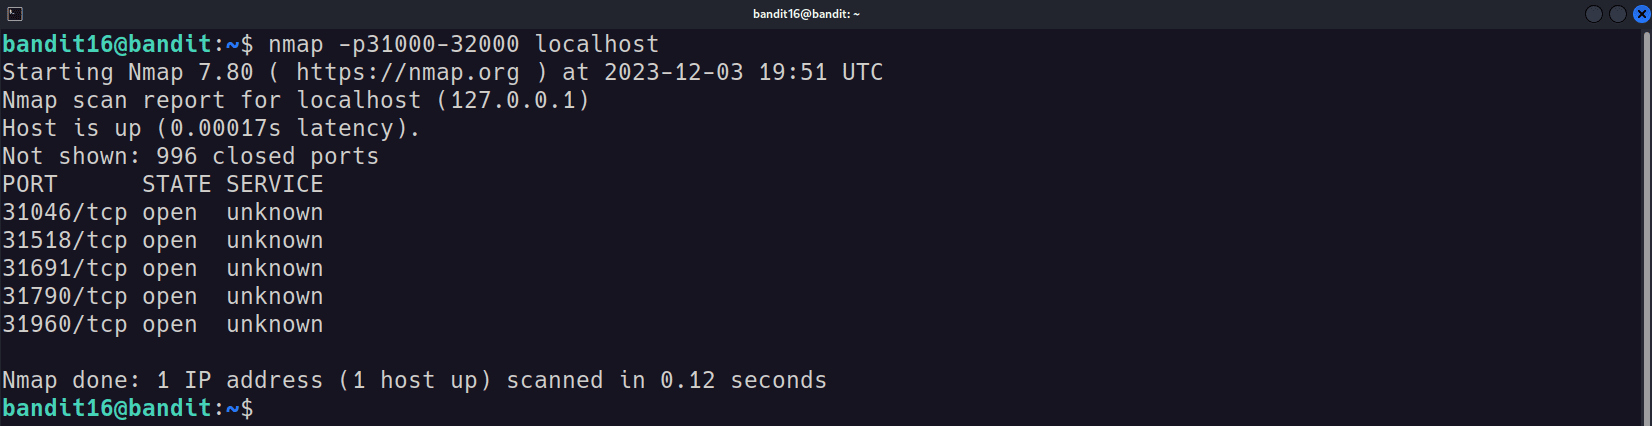 bandit16@bandit: ~
bandit16@bandit:~$ nmap -p31000-32000 localhost
Starting Nmap 7.80 ( https://nmap.org ) at 2023-12-03 19:51 UTC
Nmap scan report for localhost (127.0.0.1)
Host is up (0.00017s latency).
Not shown: 996 closed ports
PORT      STATE SERVICE
31046/tcp open  unknown
31518/tcp open  unknown
31691/tcp open  unknown
31790/tcp open  unknown
31960/tcp open  unknown
Nmap done: 1 IP address (1 host up) scanned in 0.12 seconds
bandit16@bandit:~$